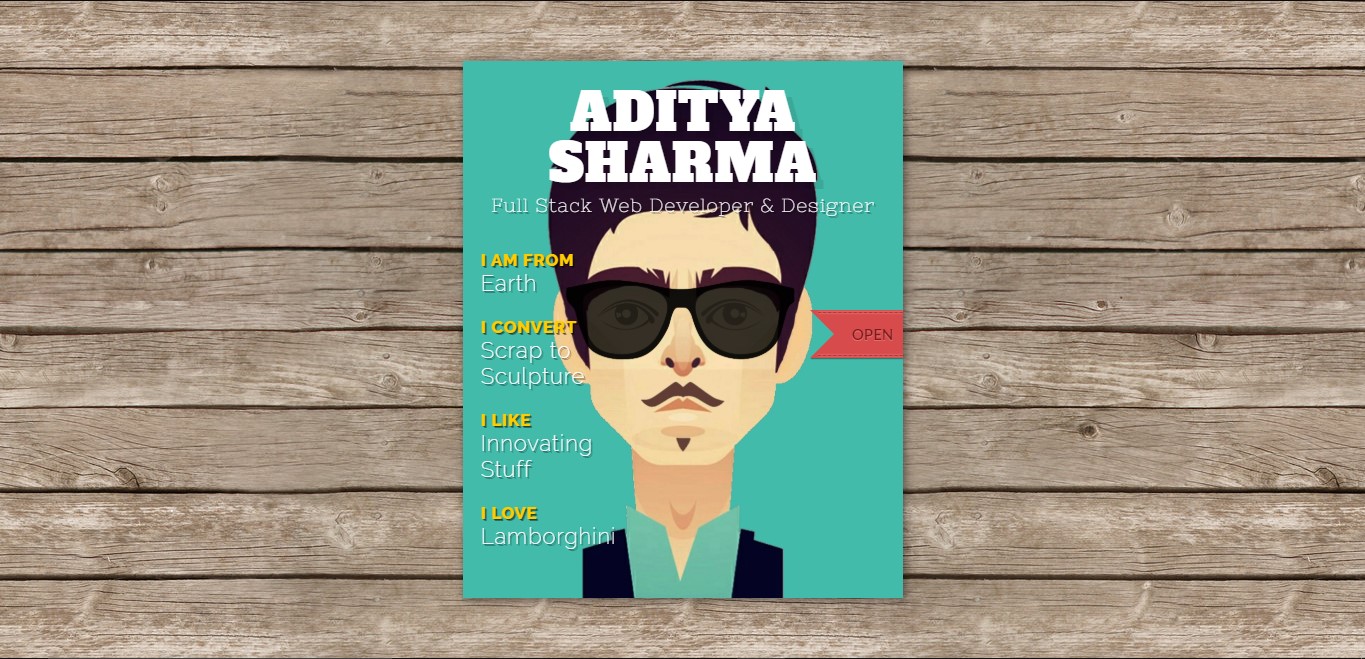 ADITYA
SHARMA
Full Stack Web Developer & Designer
I AM FROM
Earth
I CONVERT
Scrap to
Sculpture
I LIKE
Innovating
Stuff
I LOVE
Lamborghini
OPEN